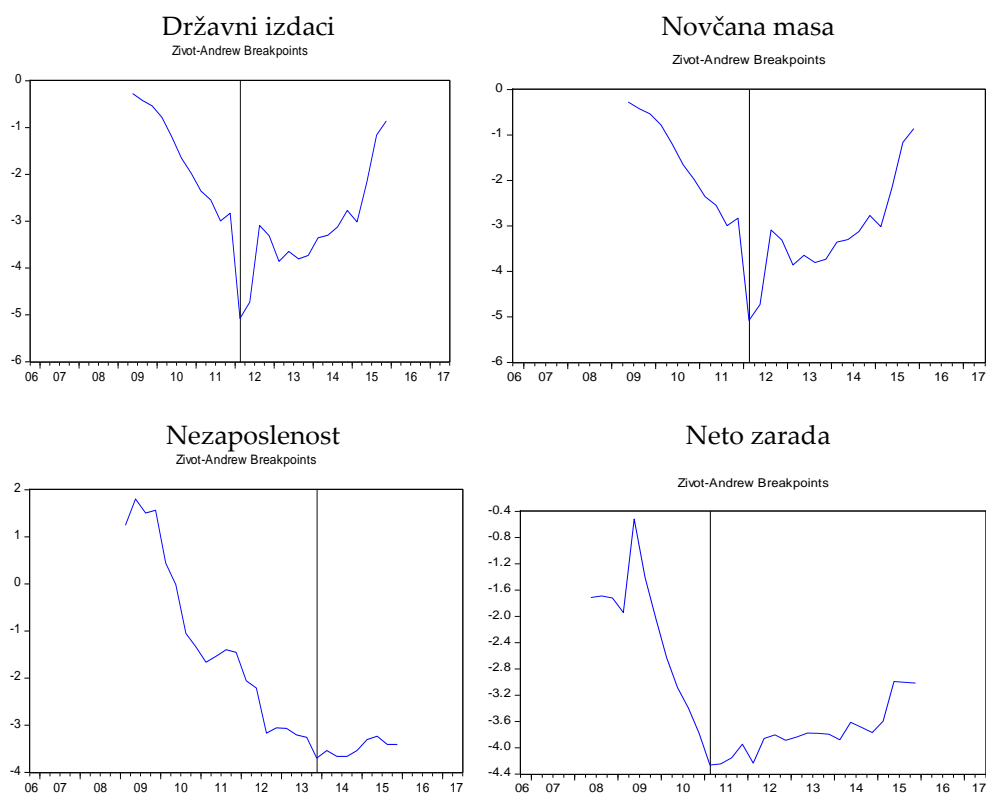 Državni izdaci
Zivot-Andrew Breakpoints
0
-1
-2
-3
-4
-5
-6
06 07 08 09 10 11 12 13 14 15 16 17
Novčana masa
Zivot-Andrew Breakpoints
0
-1
-2
-3
-4
-5
-6
06 07 08 09 10 11 12 13 14 15 16 17
Nezaposlenost
Zivot-Andrew Breakpoints
2
1
0
-1
-2
-3
-4
06 07 08 09 10 11 12 13 14 15 16 17
Neto zarada
Zivot-Andrew Breakpoints
-0.4
-0.8
-1.2
-1.6
-2.0
-2.4
-2.8
-3.2
-3.6
-4.0
-4.4
06 07 08 09 10 11 12 13 14 15 16 17